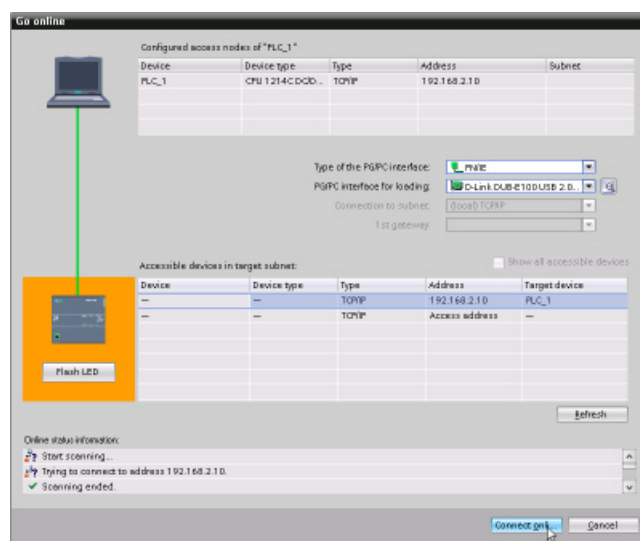 Go online
Configured access nodes of "PLC_1"
Device Device type Type Address Subnet
PLC_1 CPU 1214C DC/D... TCP/IP 192.168.2.10
Type of the PG/PC interface: PN/IE
PG/PC interface for loading: D-Link DUB-E100 USB 2.0...
Connection to subnet: (local) TCP/IP
1st gateway:
Show all accessible devices
Accessible devices in target subnet:
Device Device type Type Address Target device
— — TCP/IP 192.168.2.10 PLC_1
— — TCP/IP Access address —
Flash LED
Refresh
Online status information:
Start scanning...
Trying to connect to address 192.168.2.10.
Scanning ended.
Connect onl... Cancel